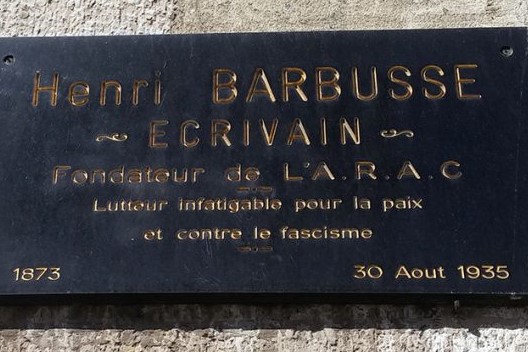 Henri BARBUSSE
~ ECRIVAIN ~
Fondateur de L'A.R.A.C
Lutteur infatigable pour la paix
et contre le fascisme
1873 30 Aout 1935